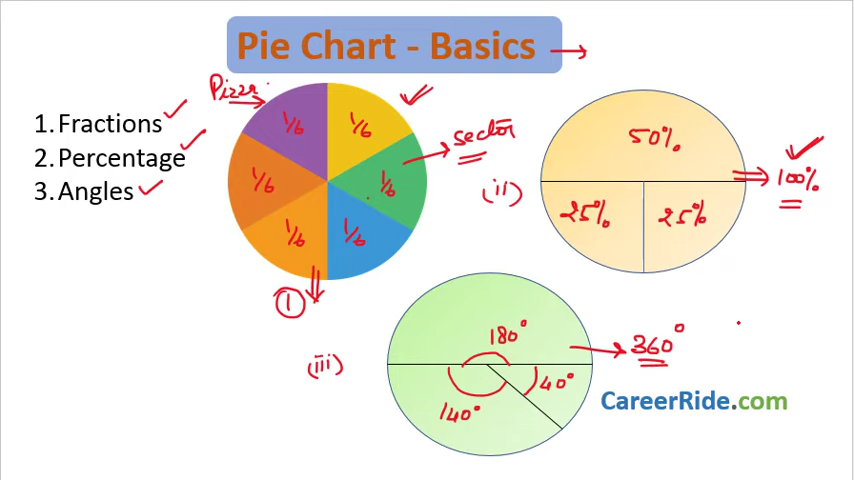 Pie Chart - Basics
1. Fractions
2. Percentage
3. Angles
Pizza
1/6
1/6
1/6
1/6
1/6
1/6
sector
1
(ii)
50%
25%
25%
100%
(iii)
180°
140°
40°
360°
CareerRide.com